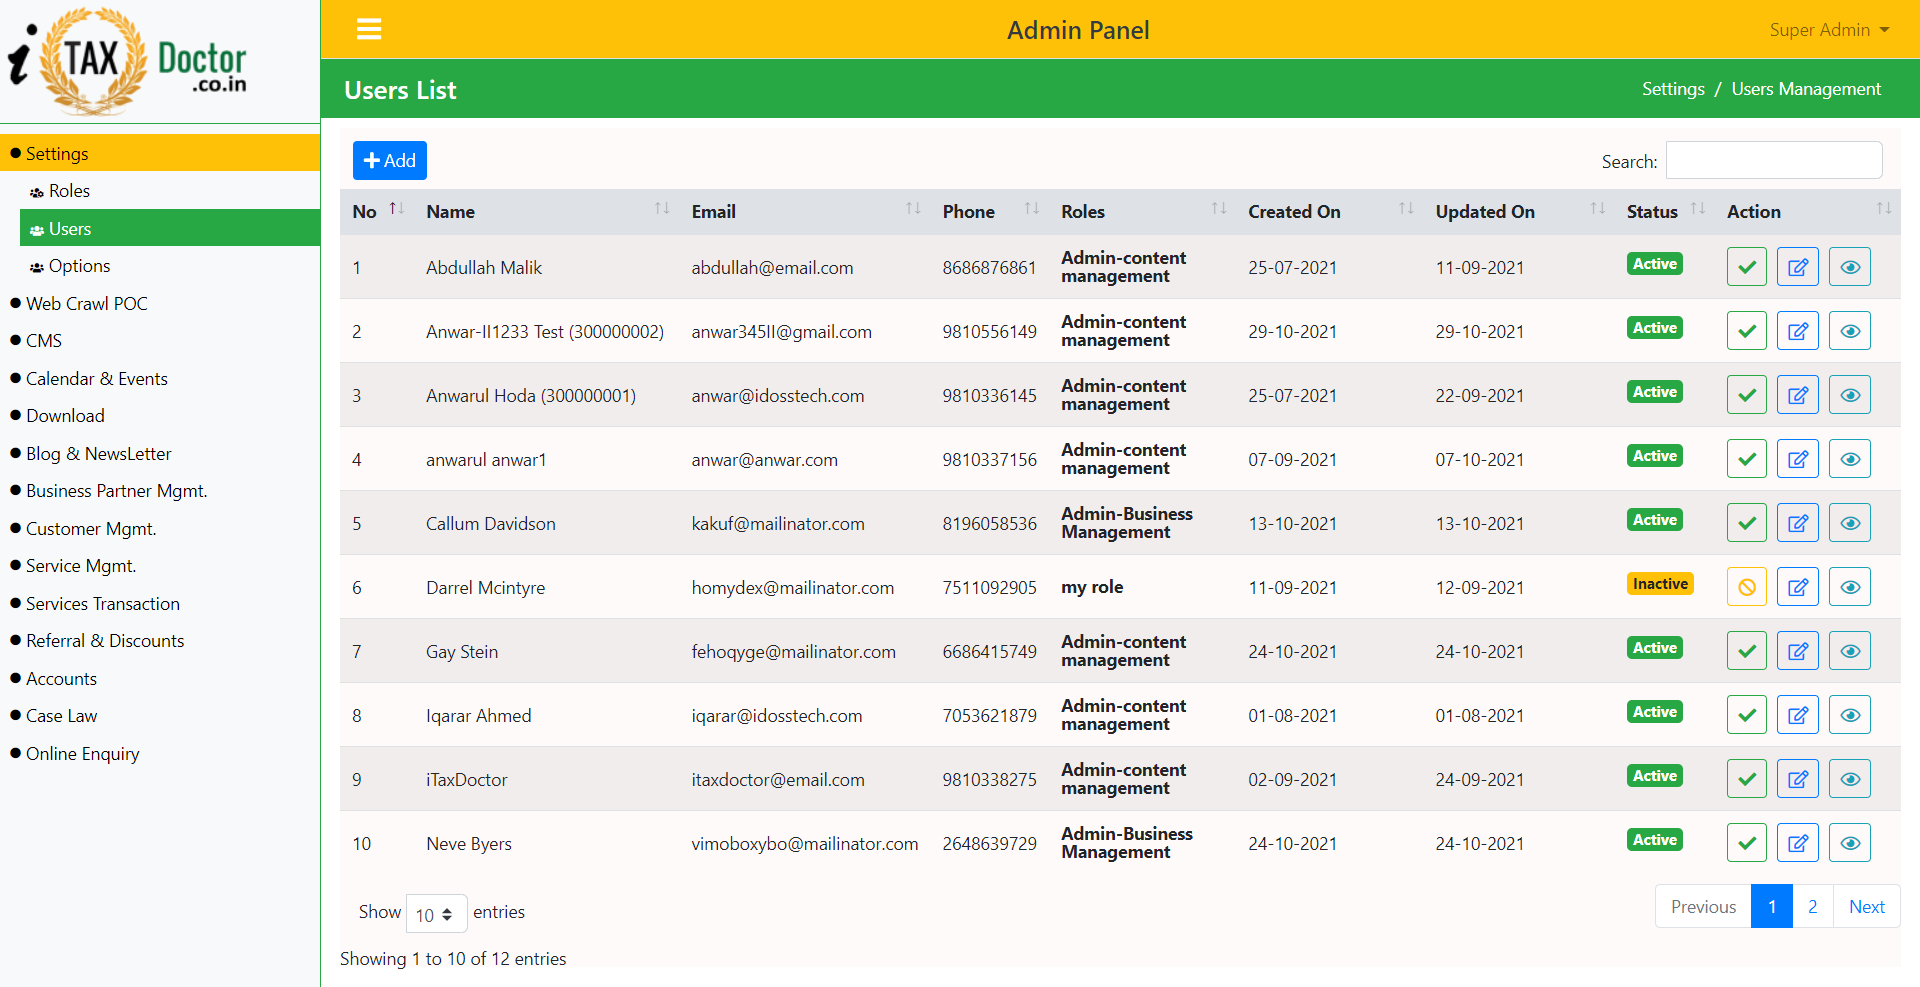 i TAX Doctor
.co.in
Admin Panel
Super Admin
Users List
Settings / Users Management
Settings
Roles
Users
Options
Web Crawl POC
CMS
Calendar & Events
Download
Blog & NewsLetter
Business Partner Mgmt.
Customer Mgmt.
Service Mgmt.
Services Transaction
Referral & Discounts
Accounts
Case Law
Online Enquiry
Add
Search:
No Name Email Phone Roles Created On Updated On Status Action
1 Abdullah Malik abdullah@email.com 8686876861 Admin-content management 25-07-2021 11-09-2021 Active
2 Anwar-II1233 Test (300000002) anwar345II@gmail.com 9810556149 Admin-content management 29-10-2021 29-10-2021 Active
3 Anwarul Hoda (300000001) anwar@idosstech.com 9810336145 Admin-content management 25-07-2021 22-09-2021 Active
4 anwarul anwar1 anwar@anwar.com 9810337156 Admin-content management 07-09-2021 07-10-2021 Active
5 Callum Davidson kakuf@mailinator.com 8196058536 Admin-Business Management 13-10-2021 13-10-2021 Active
6 Darrel Mcintyre homydex@mailinator.com 7511092905 my role 11-09-2021 12-09-2021 Inactive
7 Gay Stein fehoqyge@mailinator.com 6686415749 Admin-content management 24-10-2021 24-10-2021 Active
8 Iqarar Ahmed iqarar@idosstech.com 7053621879 Admin-content management 01-08-2021 01-08-2021 Active
9 iTaxDoctor itaxdoctor@email.com 9810338275 Admin-content management 02-09-2021 24-09-2021 Active
10 Neve Byers vimoboxybo@mailinator.com 2648639729 Admin-Business Management 24-10-2021 24-10-2021 Active
Show 10 entries
Previous 1 2 Next
Showing 1 to 10 of 12 entries